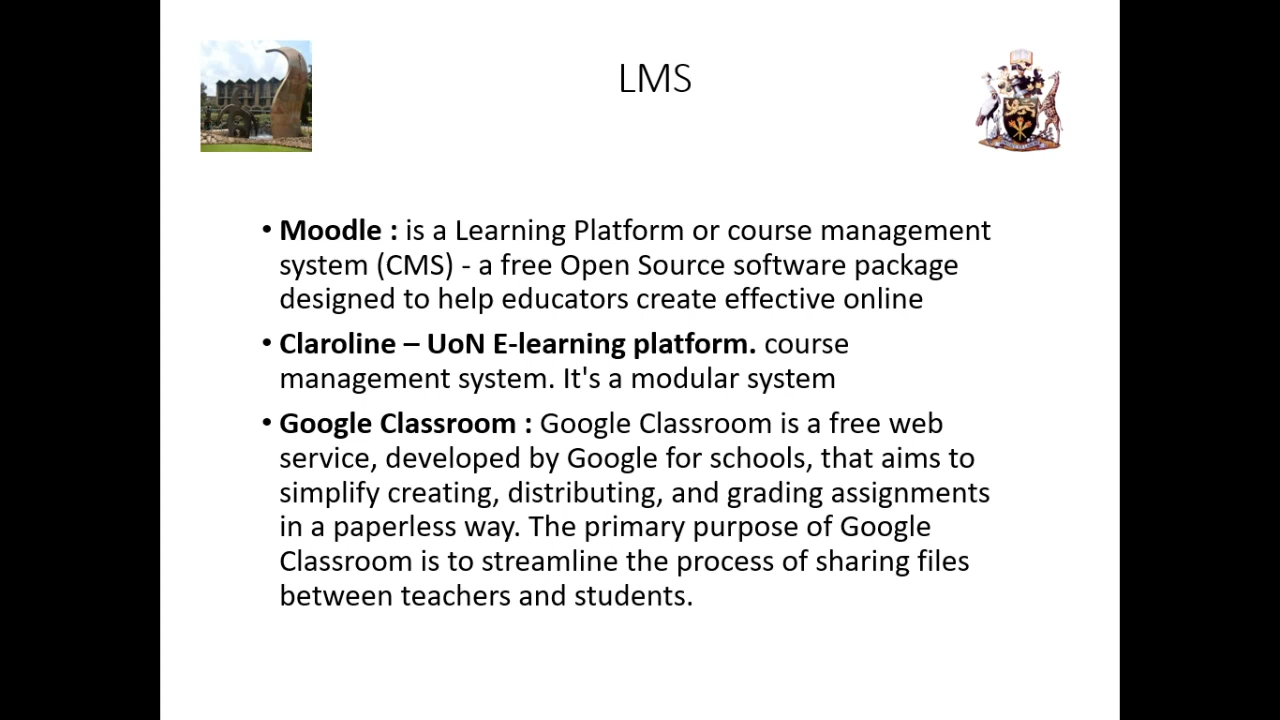 LMS
• Moodle : is a Learning Platform or course management
system (CMS) - a free Open Source software package
designed to help educators create effective online
• Claroline – UoN E-learning platform. course
management system. It's a modular system
• Google Classroom : Google Classroom is a free web
service, developed by Google for schools, that aims to
simplify creating, distributing, and grading assignments
in a paperless way. The primary purpose of Google
Classroom is to streamline the process of sharing files
between teachers and students.